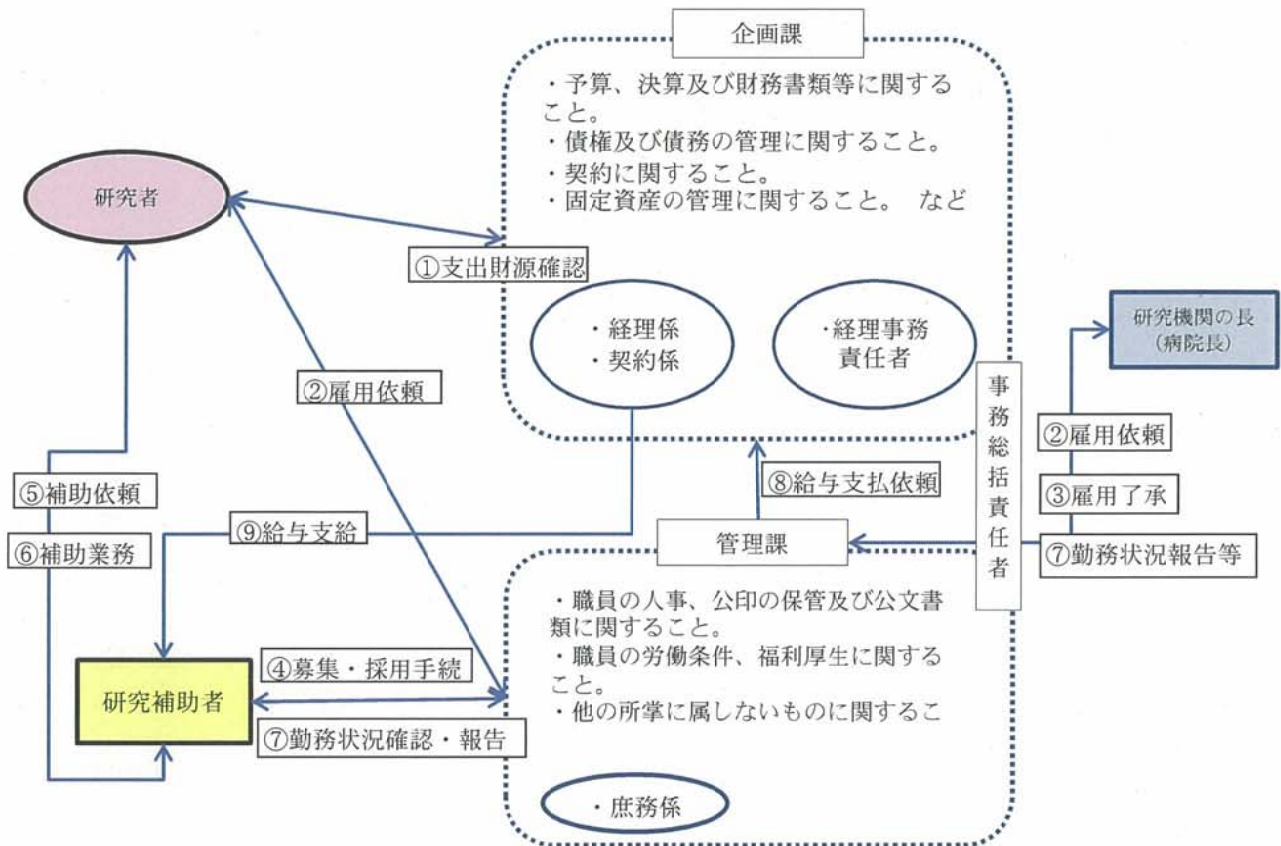 企画課
・予算、決算及び財務書類等に関する
こと。
・債権及び債務の管理に関すること。
・契約に関すること。
・固定資産の管理に関すること。 など
研究者
①支出財源確認
・経理係
・契約係
・経理事務
責任者
研究機関の長
(病院長)
②雇用依頼
事務総括責任者
②雇用依頼
③雇用了承
⑦勤務状況報告等
⑤補助依頼
⑥補助業務
⑧給与支払依頼
⑨給与支給
管理課
・職員の人事、公印の保管及び公文書
類に関すること。
・職員の労働条件、福利厚生に関する
こと。
・他の所掌に属しないものに関するこ
④募集・採用手続
研究補助者
⑦勤務状況確認・報告
・庶務係